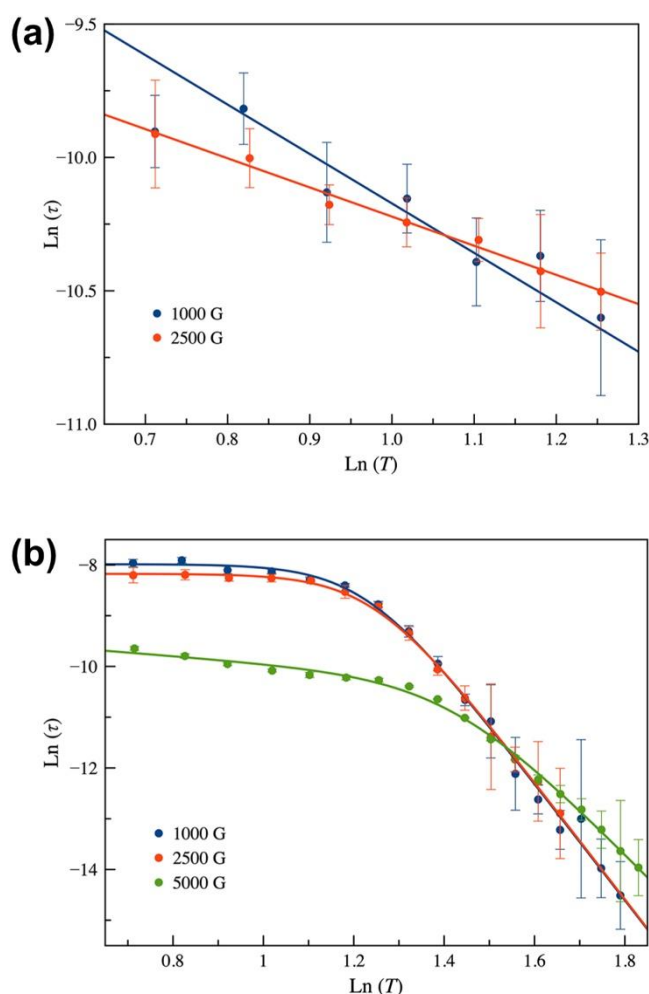 (a)
−9.5
−10.0
−10.5
−11.0
Ln (τ)
1000 G
2500 G
0.7 0.8 0.9 1.0 1.1 1.2 1.3
Ln (T)
(b)
−8
−10
−12
−14
Ln (τ)
1000 G
2500 G
5000 G
0.8 1 1.2 1.4 1.6 1.8
Ln (T)